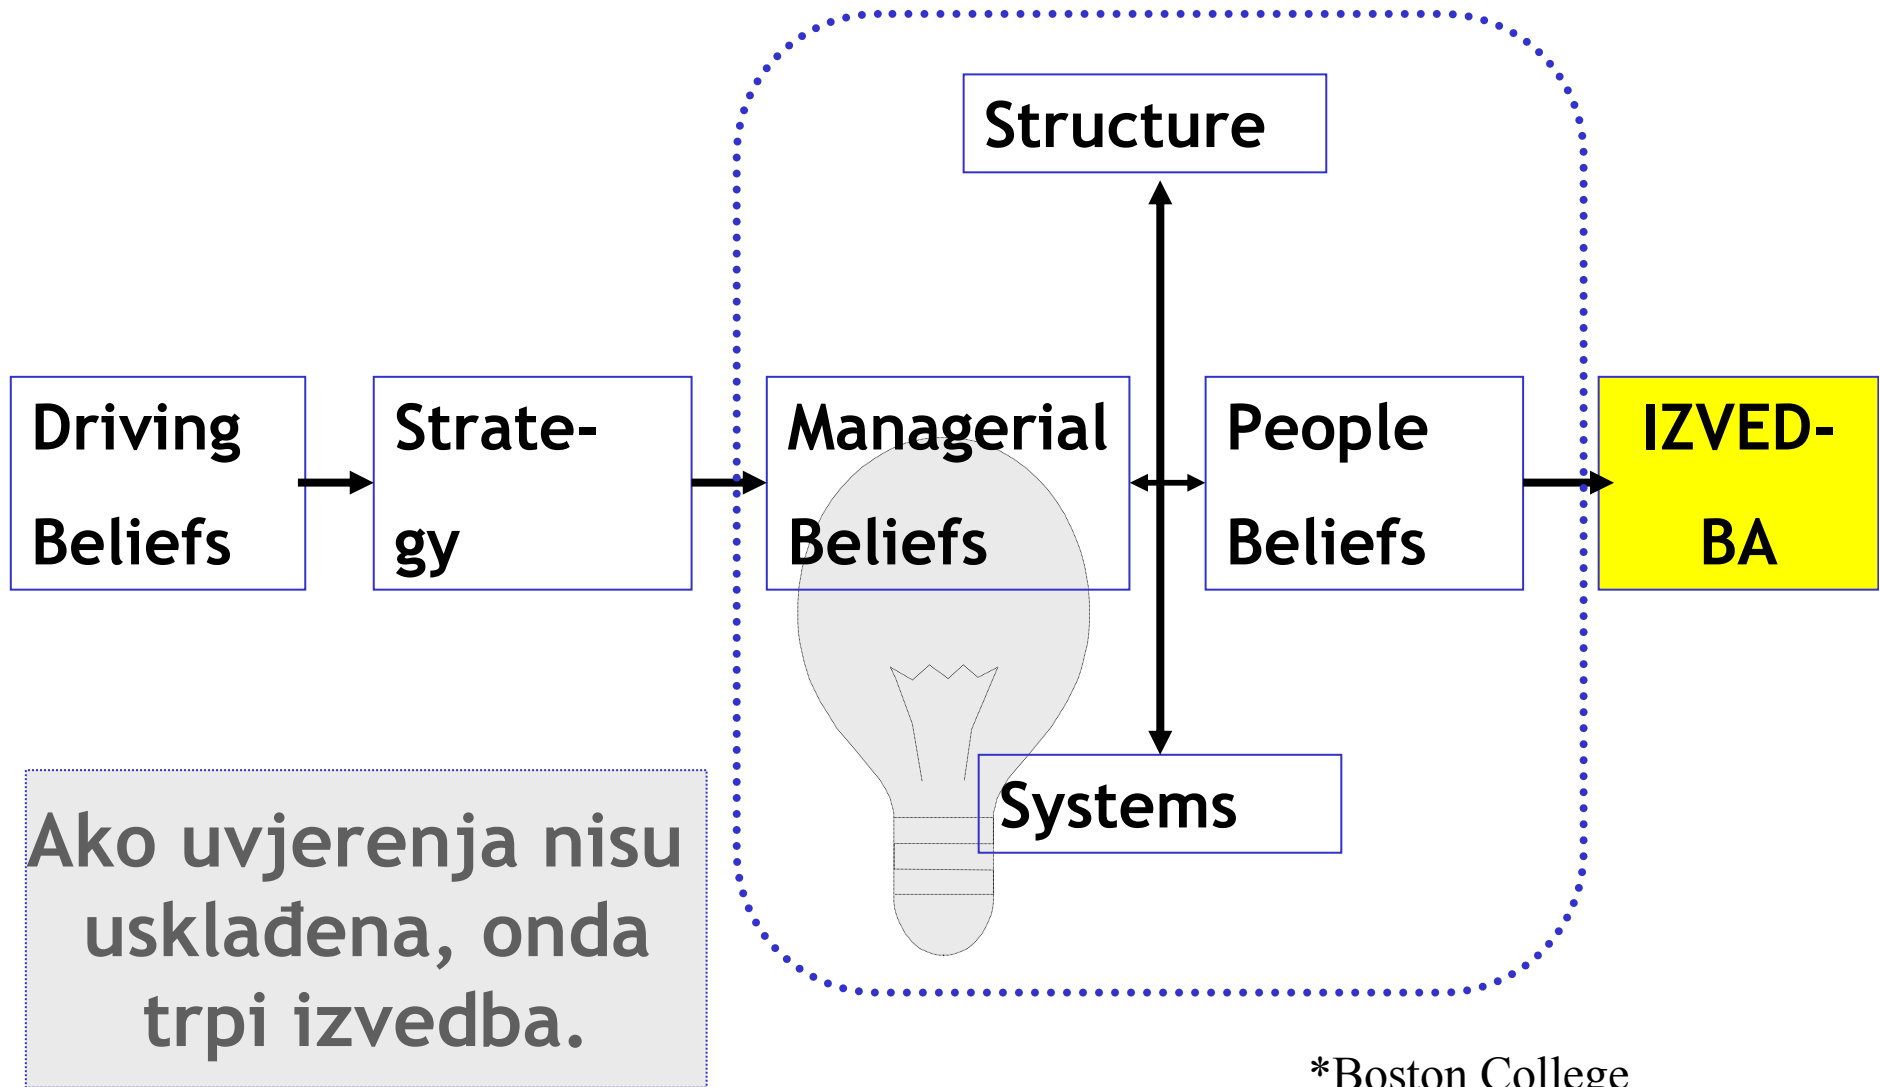 Structure
Driving
Beliefs
Strate-
gy
Managerial
Beliefs
People
Beliefs
IZVED-
BA
Systems
Ako uvjerenja nisu
usklađena, onda
trpi izvedba.
*Boston College